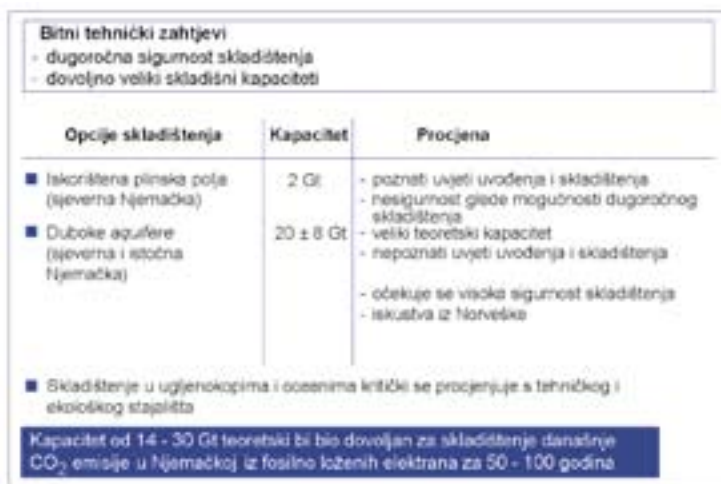 Bitni tehnički zahtjevi
- dugoročna sigurnost skladištenja
- dovoljno veliki skladišni kapaciteti
Opcije skladištenja Kapacitet Procjena
Iskorištena plinska polja
(sjeverna Njemačka)
2 Gt
- poznati uvjeti uvođenja i skladištenja
- nesigurnost glede mogućnosti dugoročnog
skladištenja
Duboke aquifere
(sjeverna i istočna
Njemačka)
20 ± 8 Gt
- veliki teoretski kapacitet
- nepoznati uvjeti uvođenja i skladištenja
- očekuje se visoka sigurnost skladištenja
- iskustva iz Norveške
Skladištenje u ugljenokopima i oceanima kritički se procjenjuje s tehničkog i
ekološkog stajališta
Kapacitet od 14 - 30 Gt teoretski bi bio dovoljan za skladištenje današnje
CO₂ emisije u Njemačkoj iz fosilno loženih elektrana za 50 - 100 godina